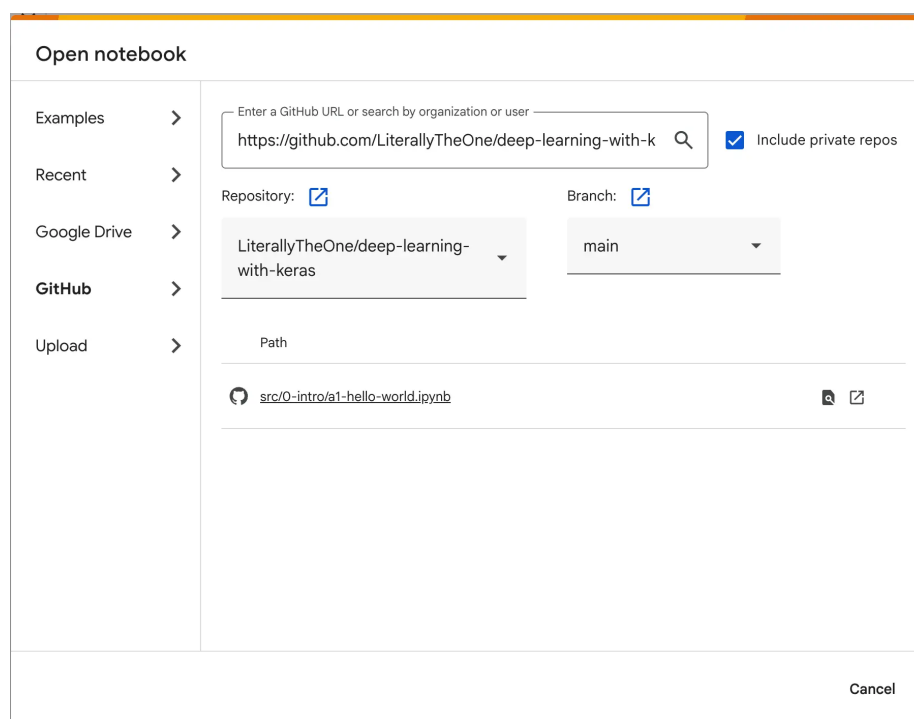 Open notebook
Examples
Recent
Google Drive
GitHub
Upload
Enter a GitHub URL or search by organization or user
https://github.com/LiterallyTheOne/deep-learning-with-k
Include private repos
Repository:
Branch:
LiterallyTheOne/deep-learning-
with-keras
main
Path
src/0-intro/a1-hello-world.ipynb
Cancel